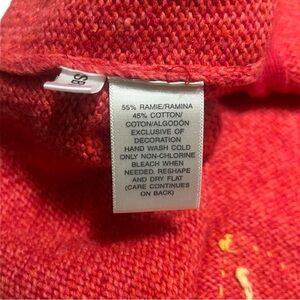 55% RAMIE/RAMINA
45% COTTON/
COTON/ALGODÓN
EXCLUSIVE OF
DECORATION
HAND WASH COLD
ONLY NON-CHLORINE
BLEACH WHEN
NEEDED, RESHAPE
AND DRY FLAT
(CARE CONTINUES
ON BACK)